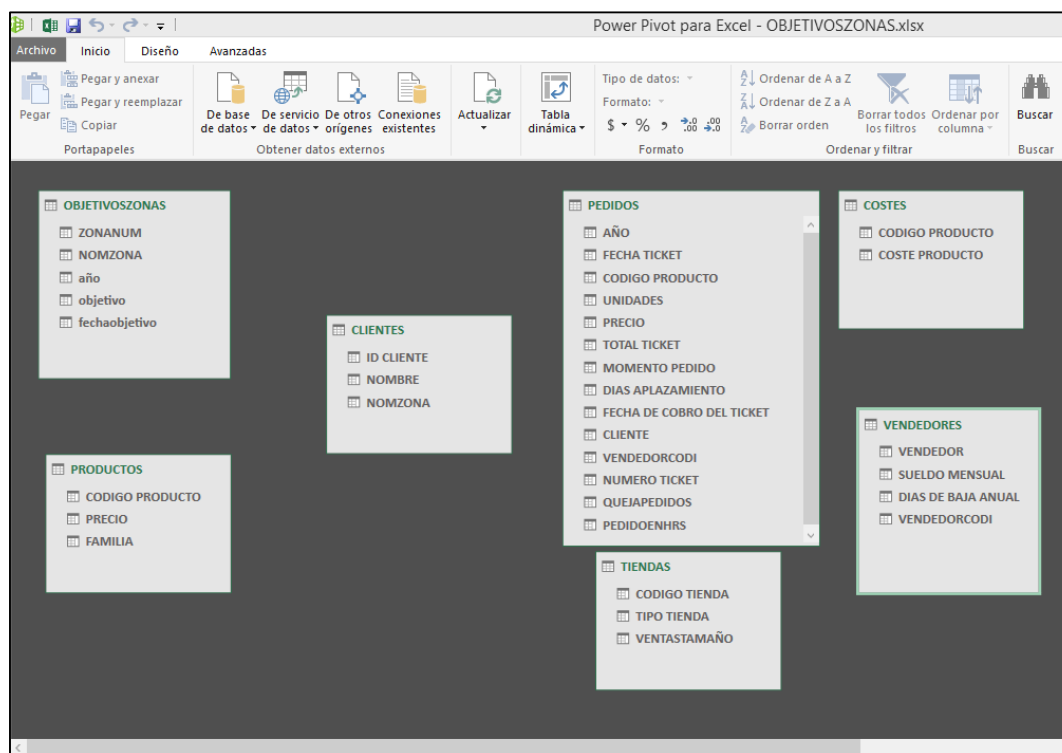 Power Pivot para Excel - OBJETIVOSZONAS.xlsx
Archivo Inicio Diseño Avanzadas
Pegar
Pegar y anexar
Pegar y reemplazar
Copiar
Portapapeles
De base de datos
De servicio de datos
De otros orígenes
Conexiones existentes
Obtener datos externos
Actualizar
Tabla dinámica
Tipo de datos:
Formato:
$ % , .00 .00
Formato
Ordenar de A a Z
Ordenar de Z a A
Borrar orden
Borrar todos los filtros
Ordenar por columna
Ordenar y filtrar
Buscar
Buscar
OBJETIVOSZONAS
ZONANUM
NOMZONA
año
objetivo
fechaobjetivo
CLIENTES
ID CLIENTE
NOMBRE
NOMZONA
PRODUCTOS
CODIGO PRODUCTO
PRECIO
FAMILIA
PEDIDOS
AÑO
FECHA TICKET
CODIGO PRODUCTO
UNIDADES
PRECIO
TOTAL TICKET
MOMENTO PEDIDO
DIAS APLAZAMIENTO
FECHA DE COBRO DEL TICKET
CLIENTE
VENDEDORCODI
NUMERO TICKET
QUEJAPEDIDOS
PEDIDOENHRS
TIENDAS
CODIGO TIENDA
TIPO TIENDA
VENTASTAMAÑO
COSTES
CODIGO PRODUCTO
COSTE PRODUCTO
VENDEDORES
VENDEDOR
SUELDO MENSUAL
DIAS DE BAJA ANUAL
VENDEDORCODI